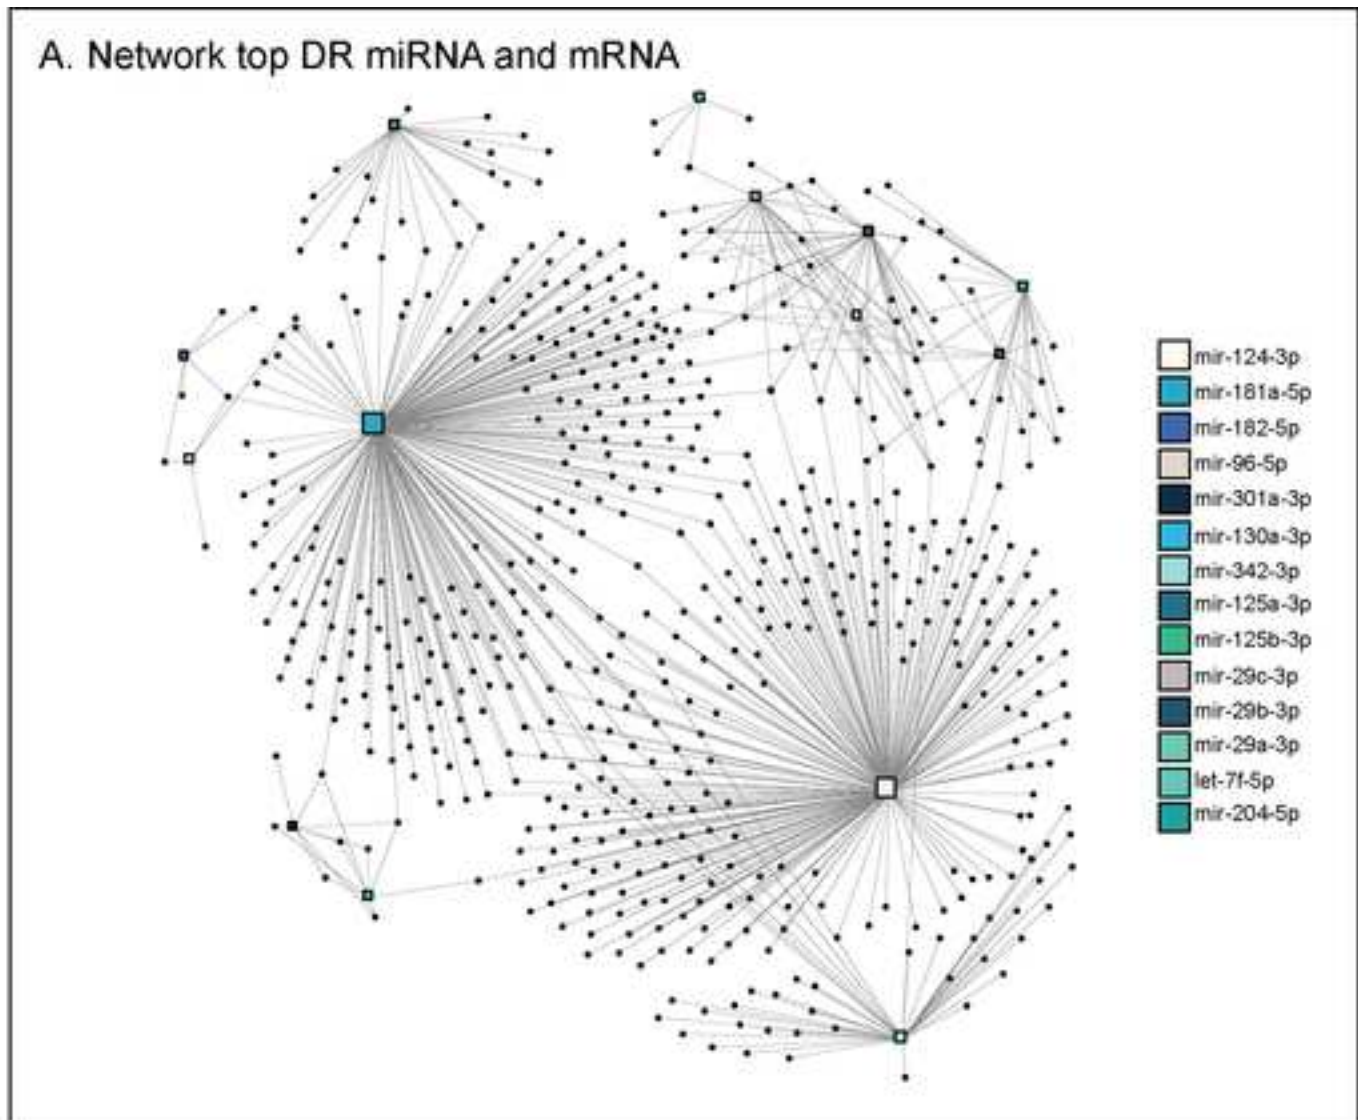 A. Network top DR miRNA and mRNA
mir-124-3p
mir-181a-5p
mir-182-5p
mir-96-5p
mir-301a-3p
mir-130a-3p
mir-342-3p
mir-125a-3p
mir-125b-3p
mir-29c-3p
mir-29b-3p
mir-29a-3p
let-7f-5p
mir-204-5p